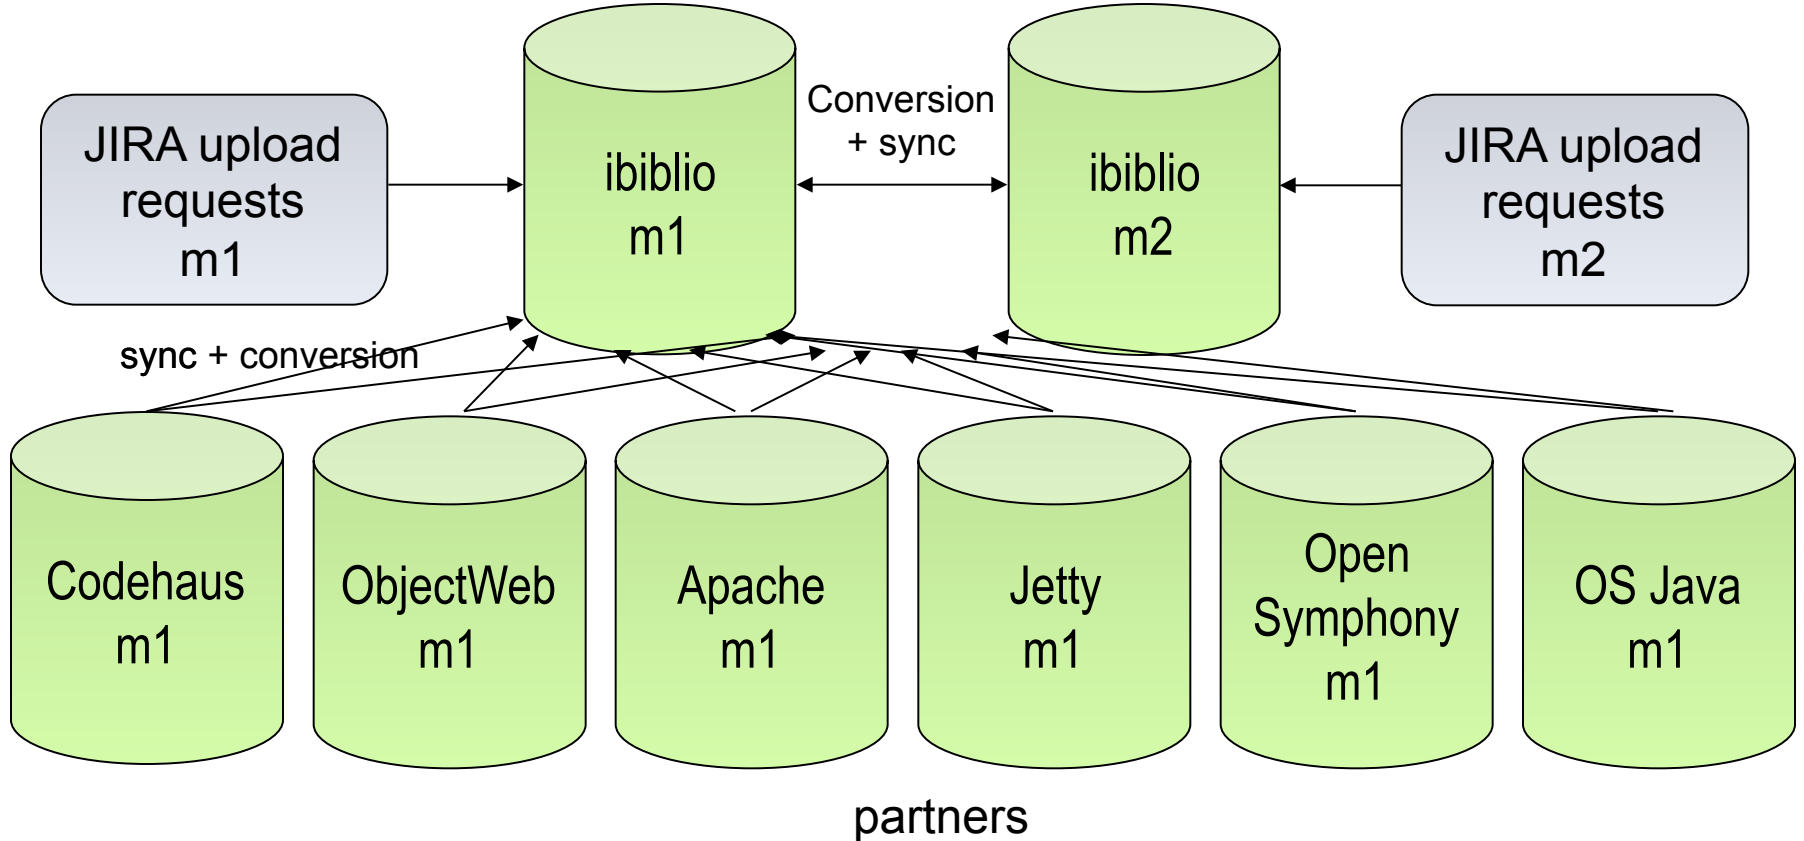 JIRA upload
requests
m1
ibiblio
m1
Conversion
+ sync
ibiblio
m2
JIRA upload
requests
m2
sync + conversion
Codehaus
m1
ObjectWeb
m1
Apache
m1
Jetty
m1
Open
Symphony
m1
OS Java
m1
partners